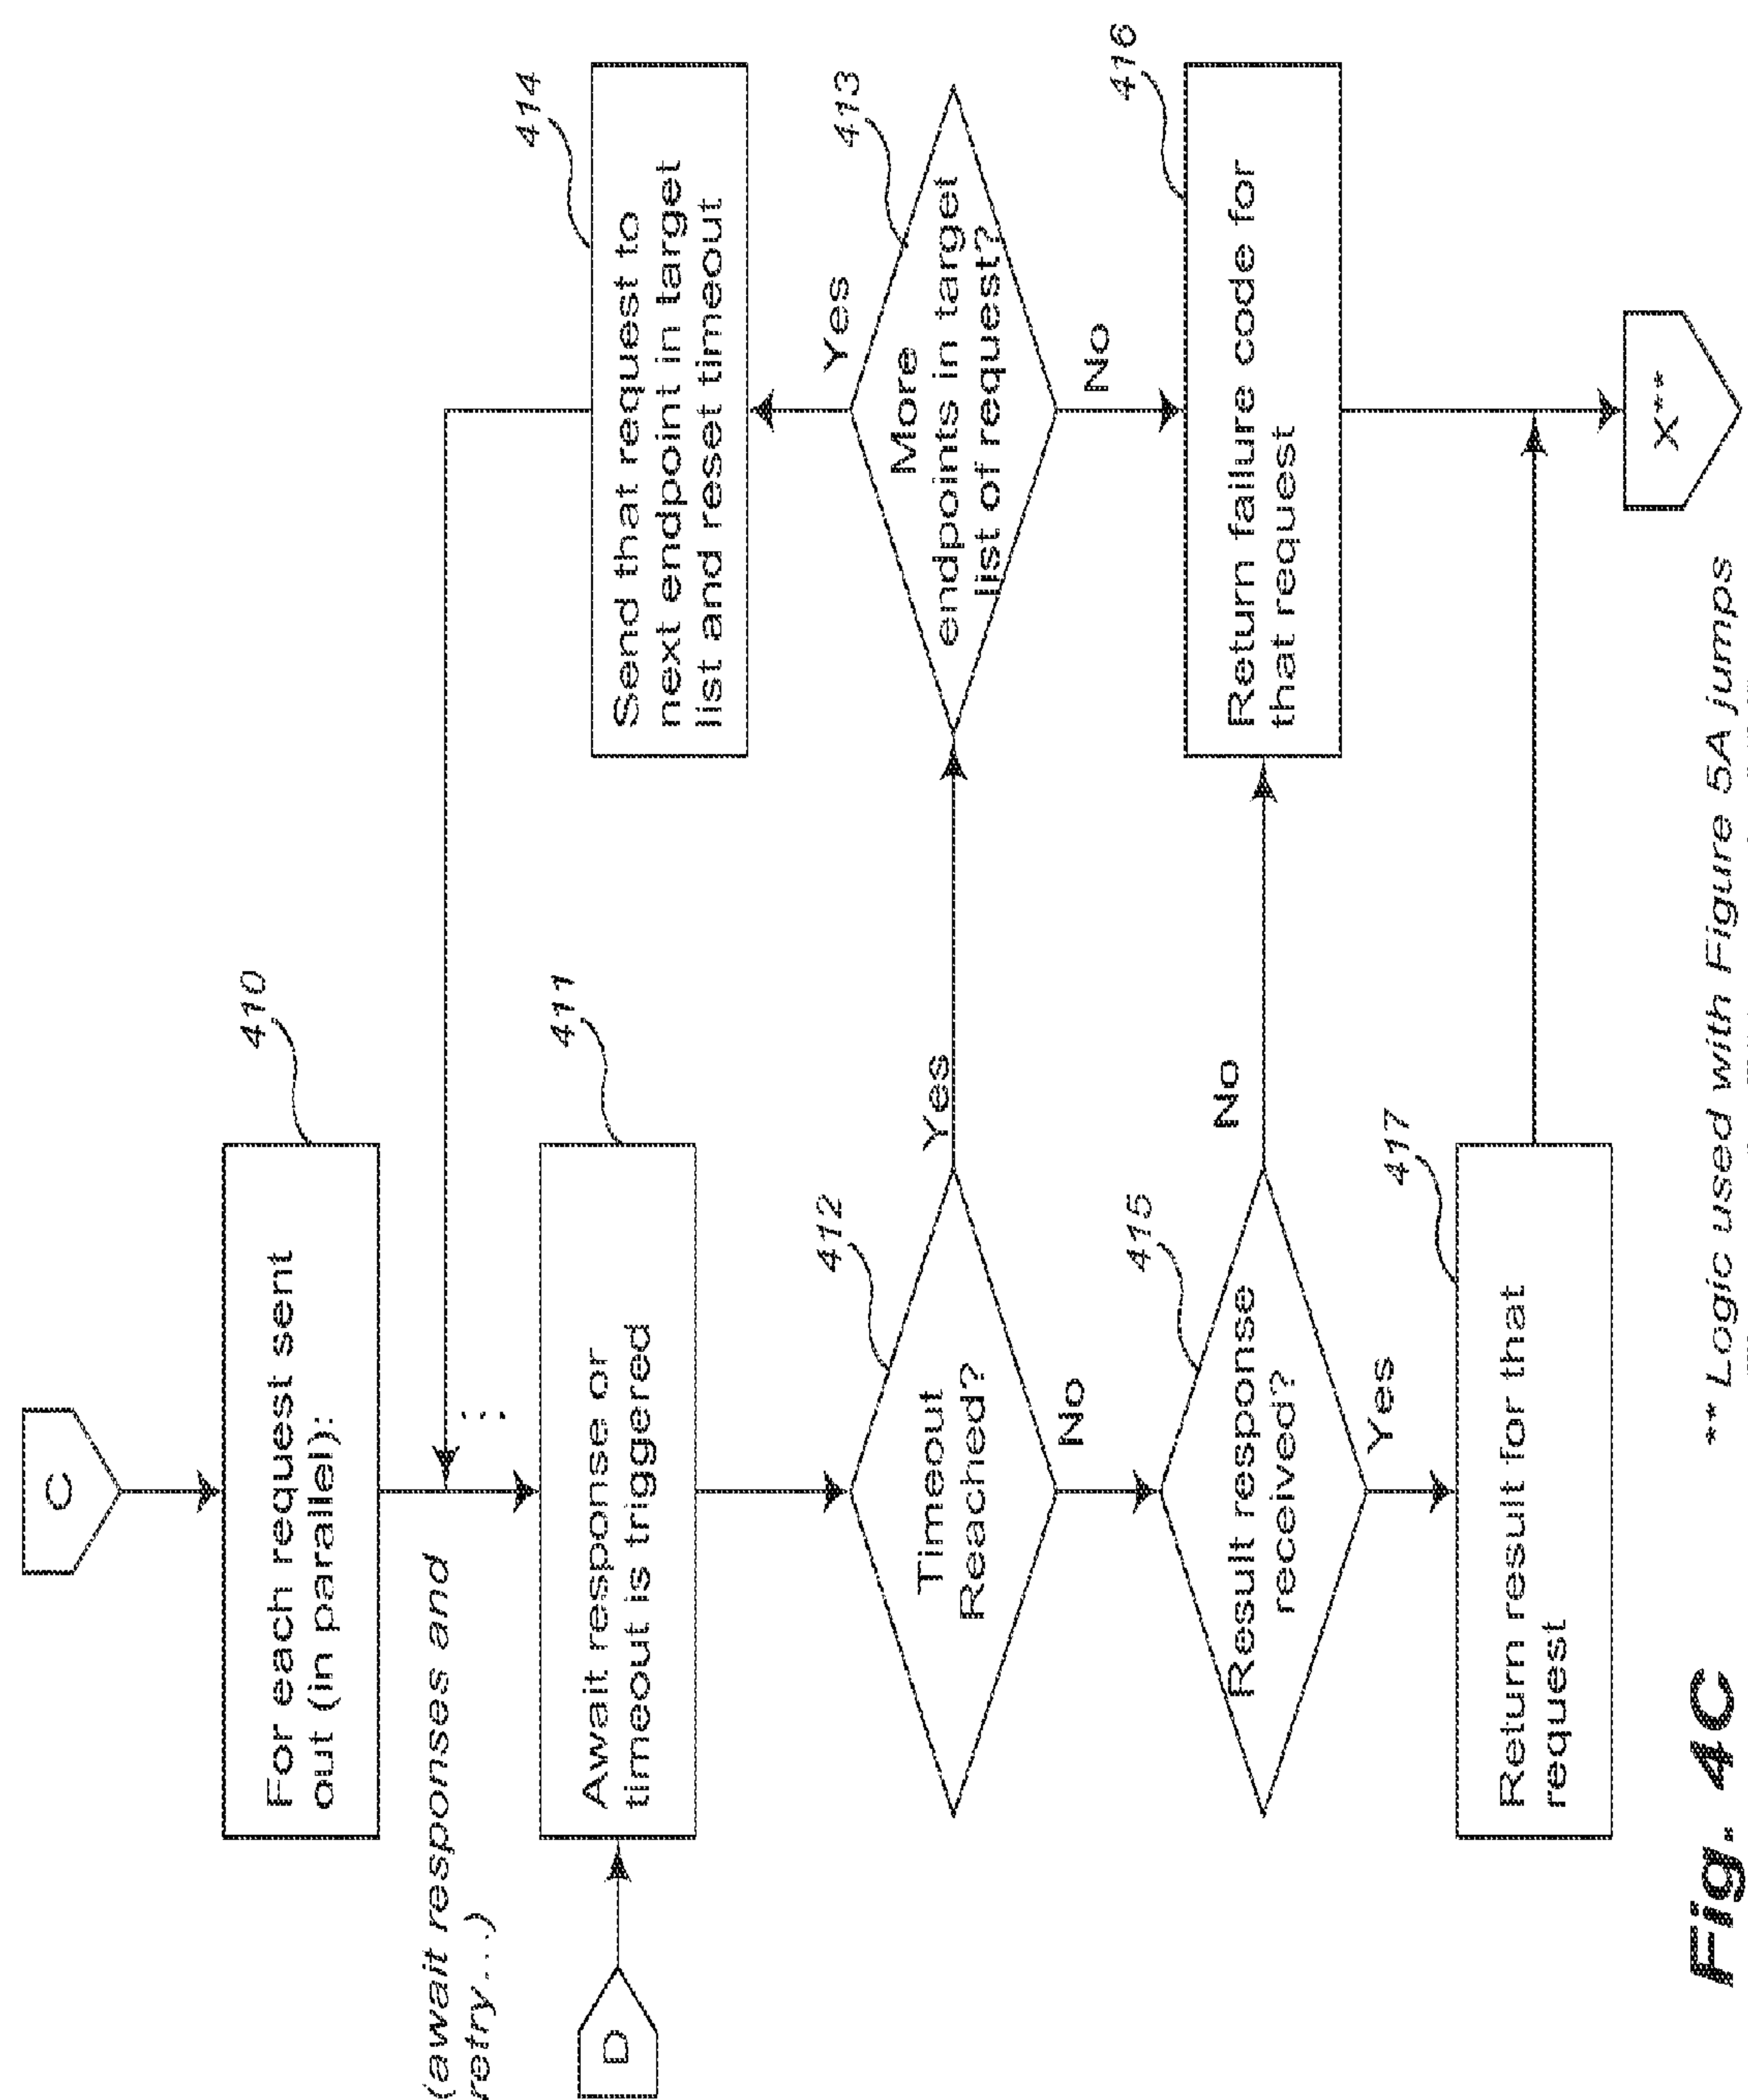 C
410
For each request sent
out (in parallel):
(await responses and
retry...)
D
411
Await response or
timeout is triggered
412
Timeout
Reached?
Yes
No
413
More
endpoints in target
list of request?
Yes
No
414
Send that request to
next endpoint in target
list and reset timeout
415
Result response
received?
No
Yes
416
Return failure code for
that request
417
Return result for that
request
X**
Fig. 4C
** Logic used with Figure 5A jumps